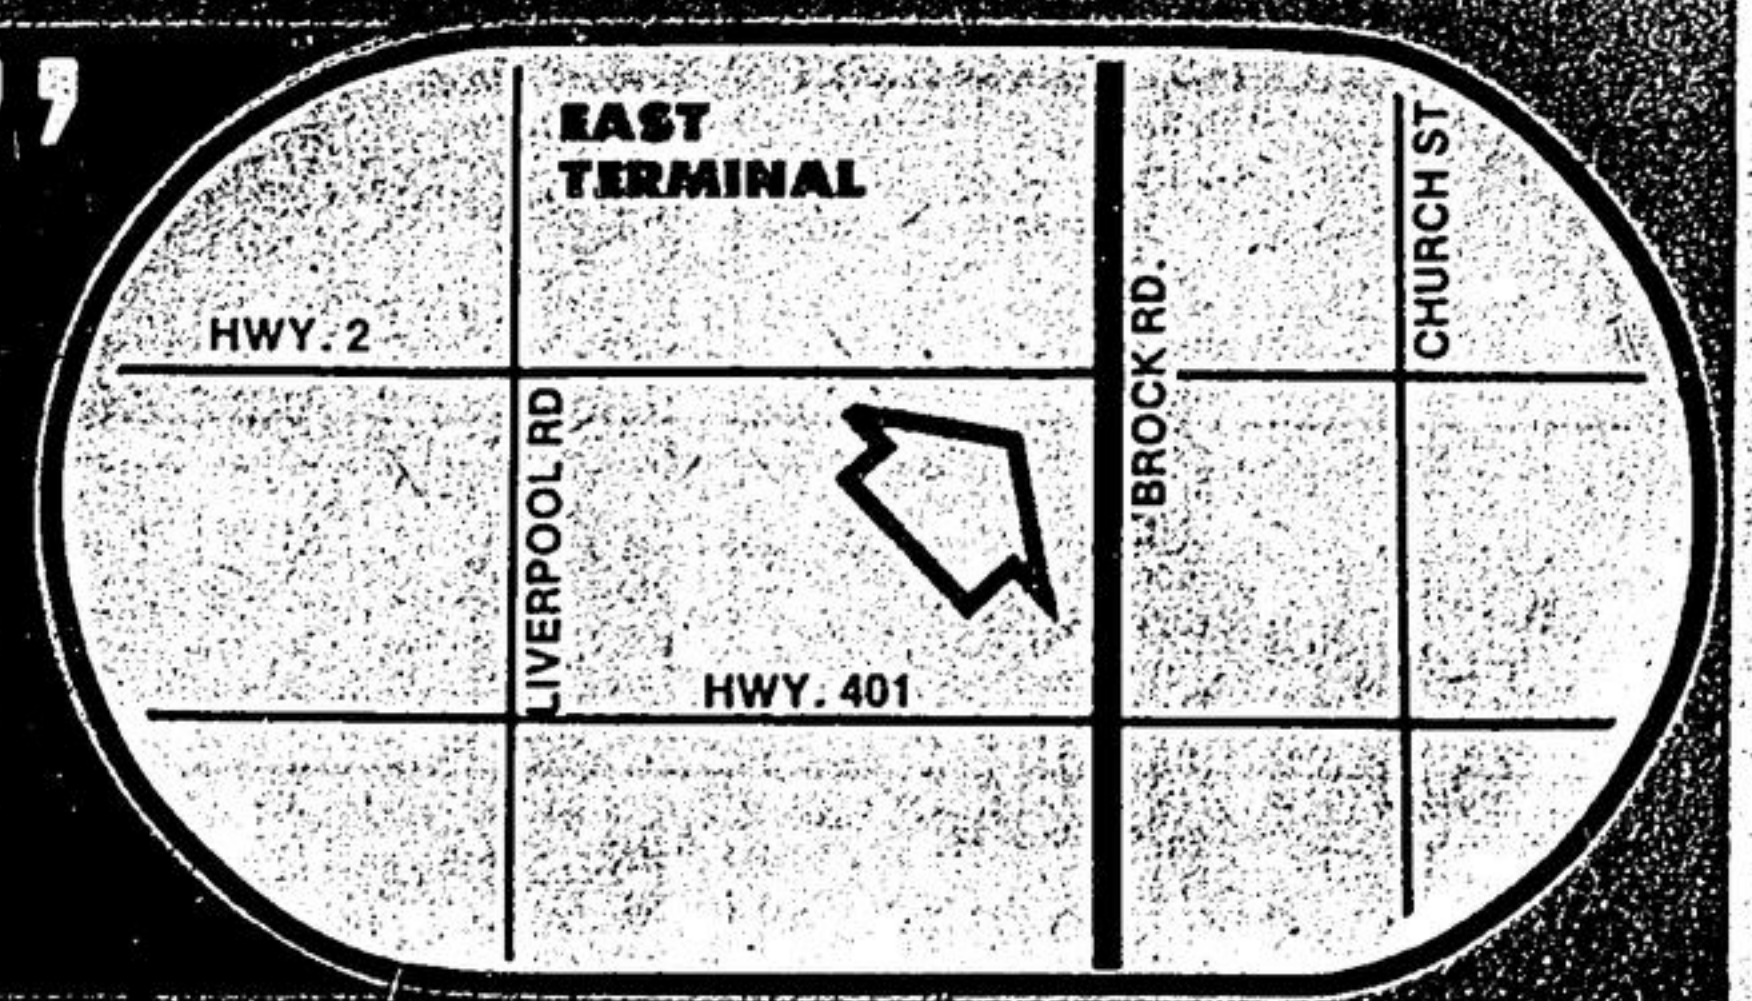 ”
EAST
TERMINAL
CHURCH ST
HWY. 2
BROCK RD.
LIVERPOOL RD
HWY. 401